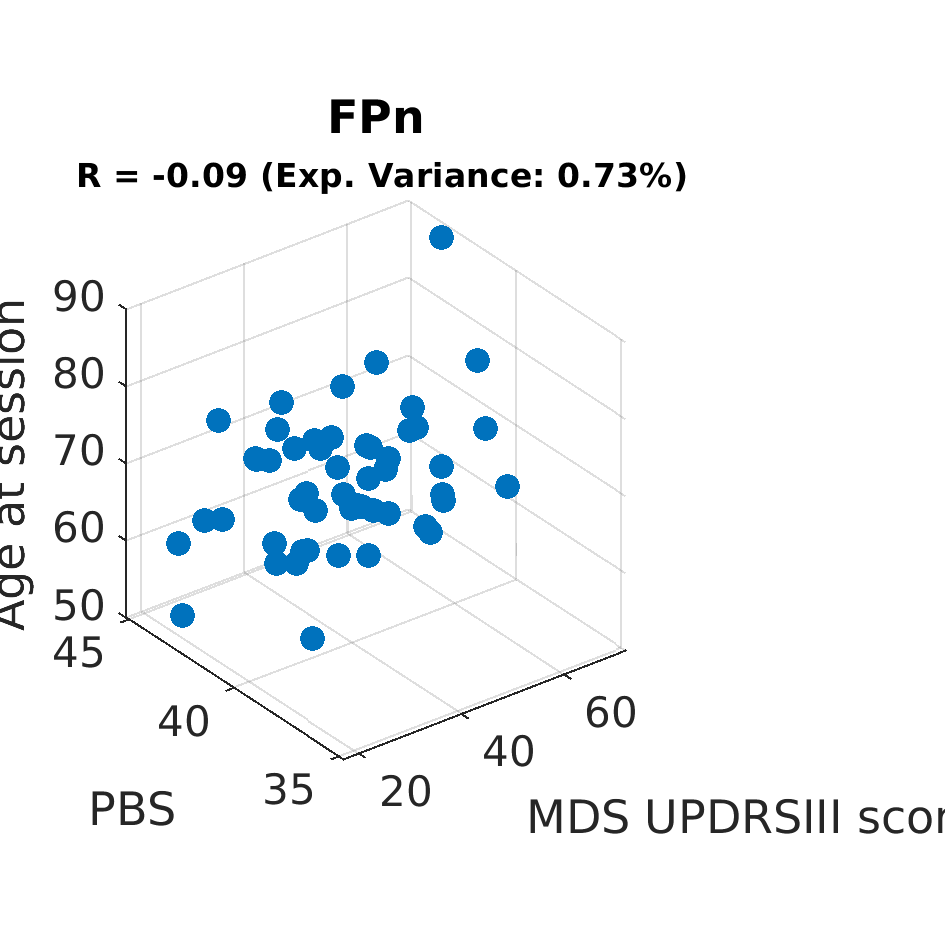 FPn
R = -0.09 (Exp. Variance: 0.73%)
Age at session
90
80
70
60
50
45
40
35
PBS
20
40
60
MDS UPDRSIII scor